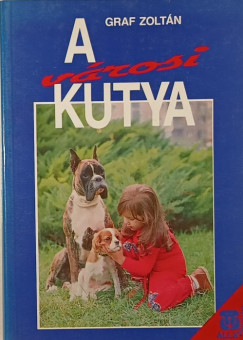 GRAF ZOLTÁN
A
városi
KUTYA